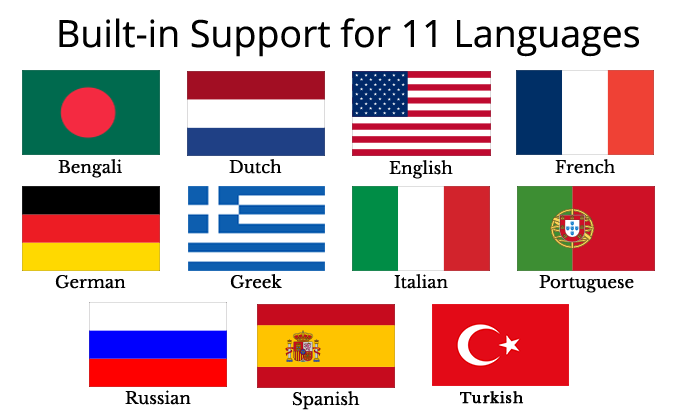 Built-in Support for 11 Languages
Bengali
Dutch
English
French
German
Greek
Italian
Portuguese
Russian
Spanish
Turkish